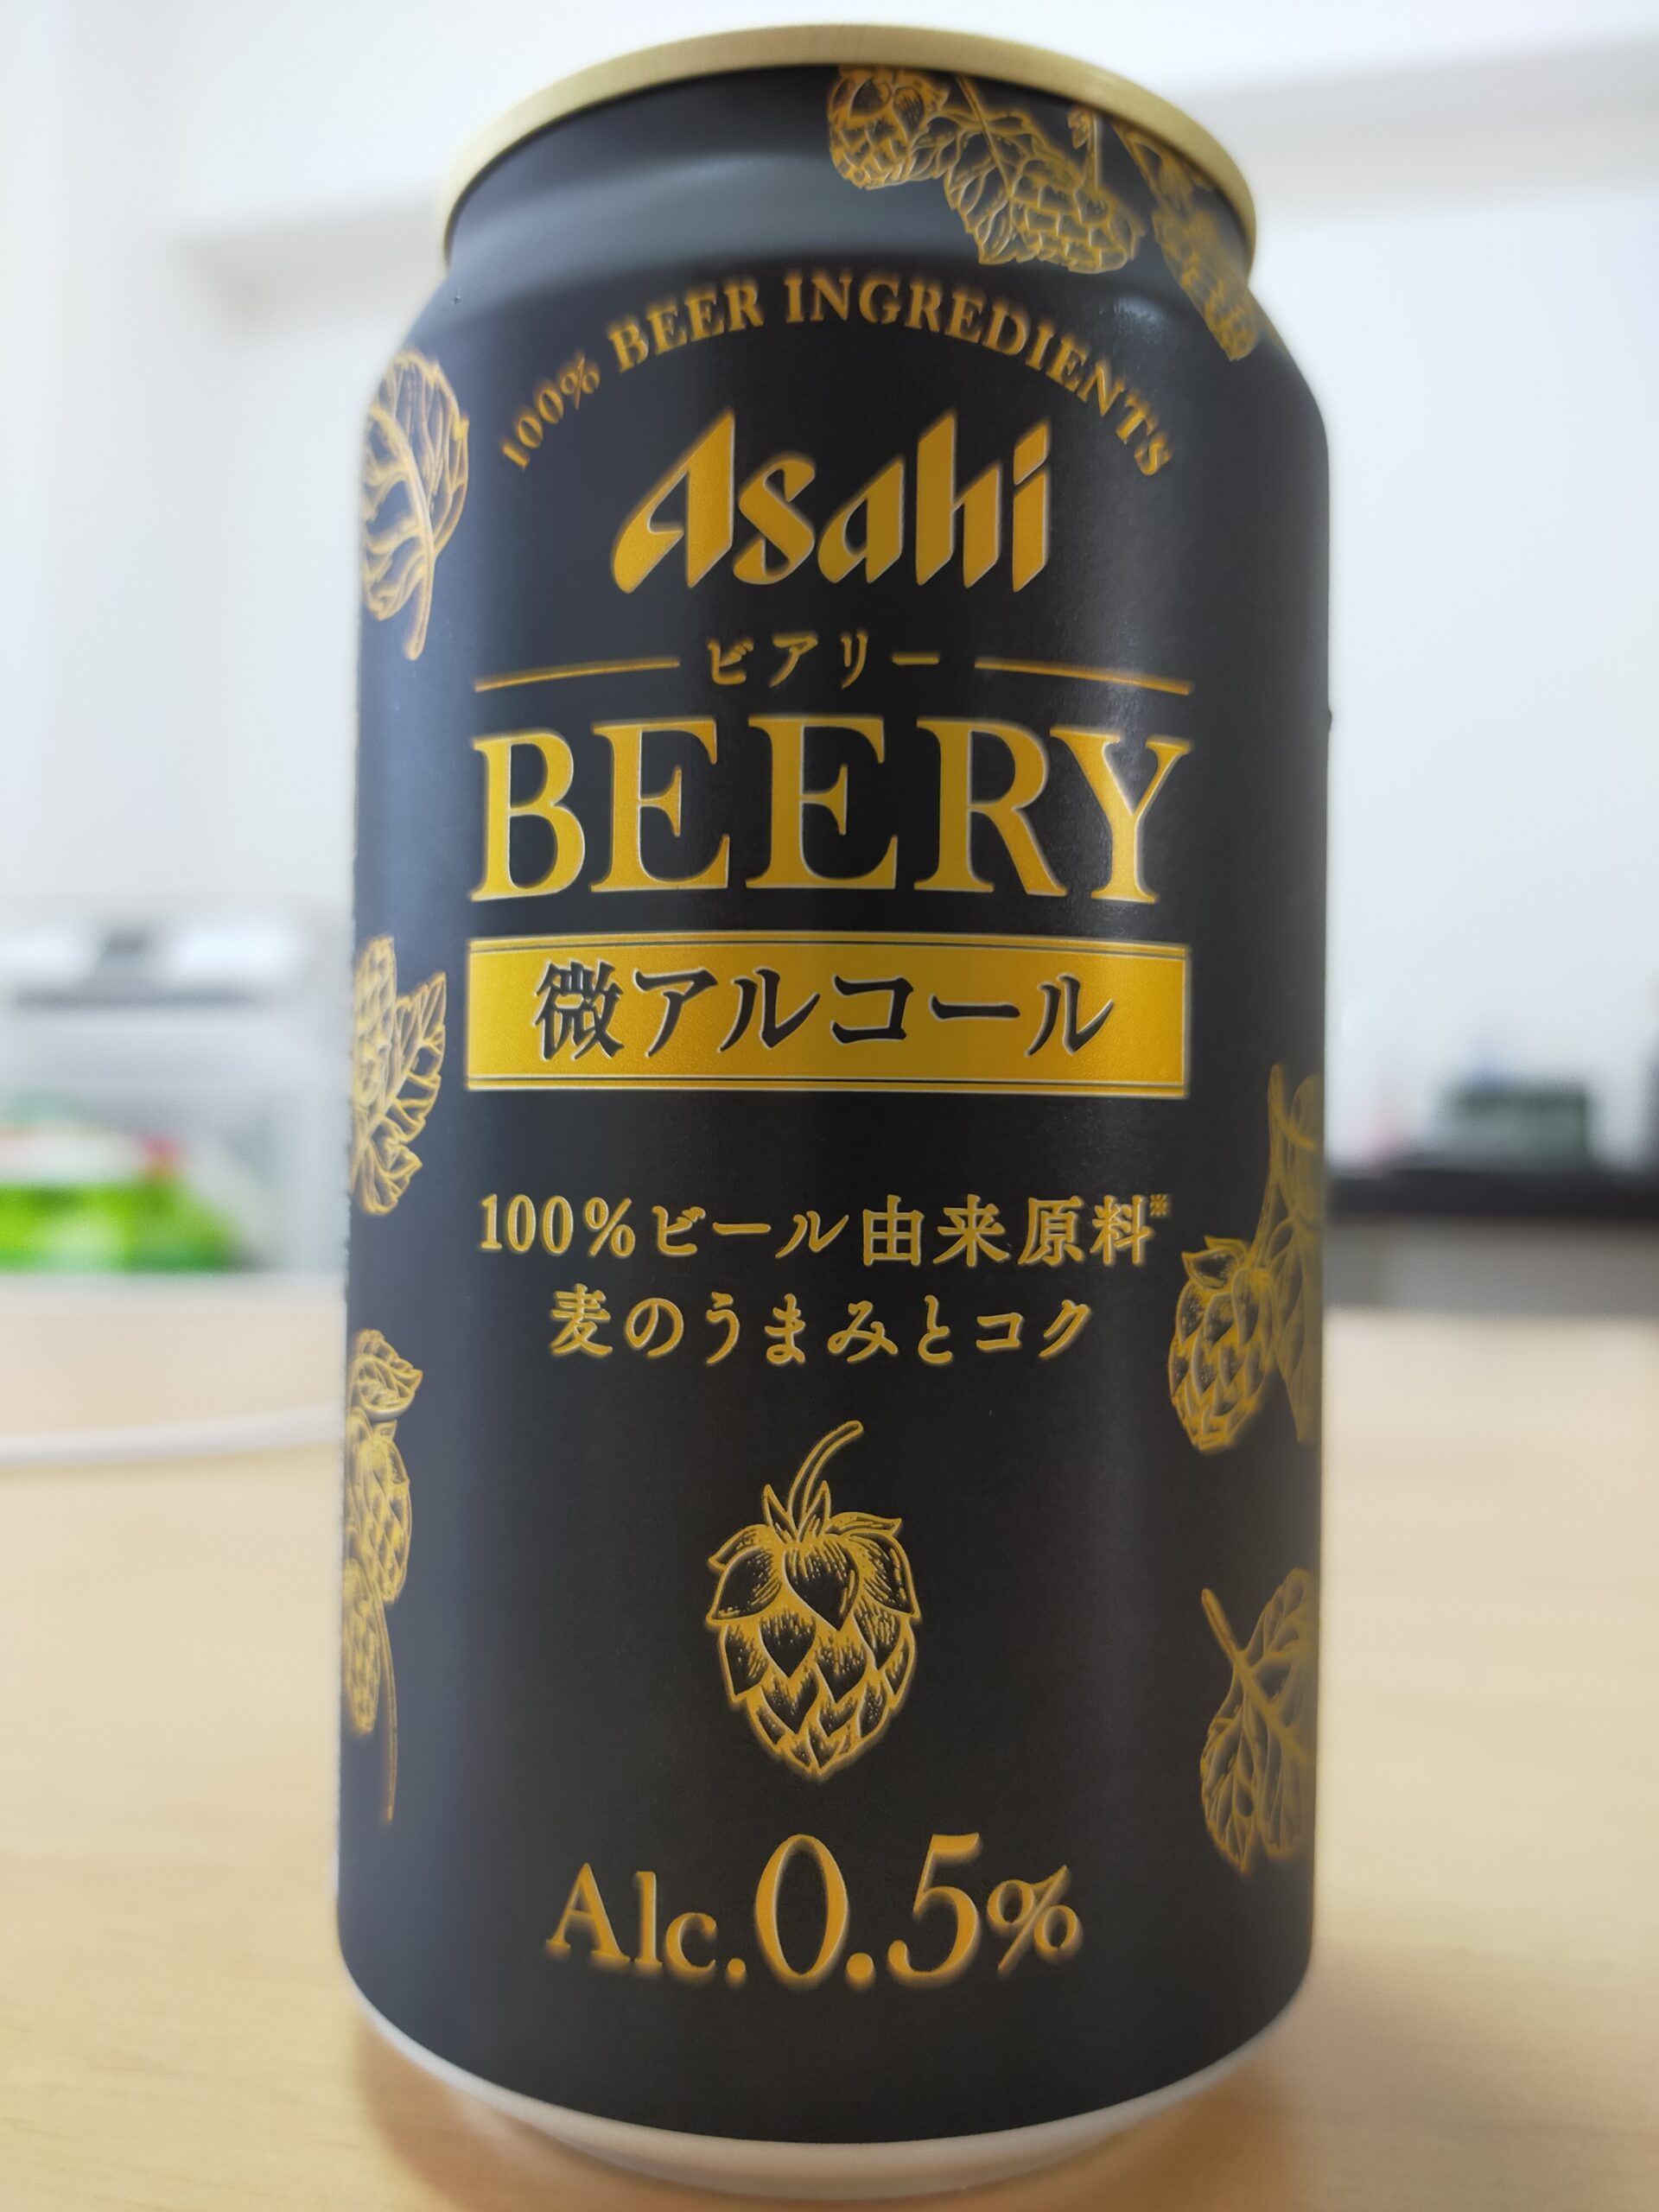 100% BEER INGREDIENTS
Asahi
ビアリー
BEERY
微アルコール
100%ビール由来原料※
麦のうまみとコク
Alc.0.5%